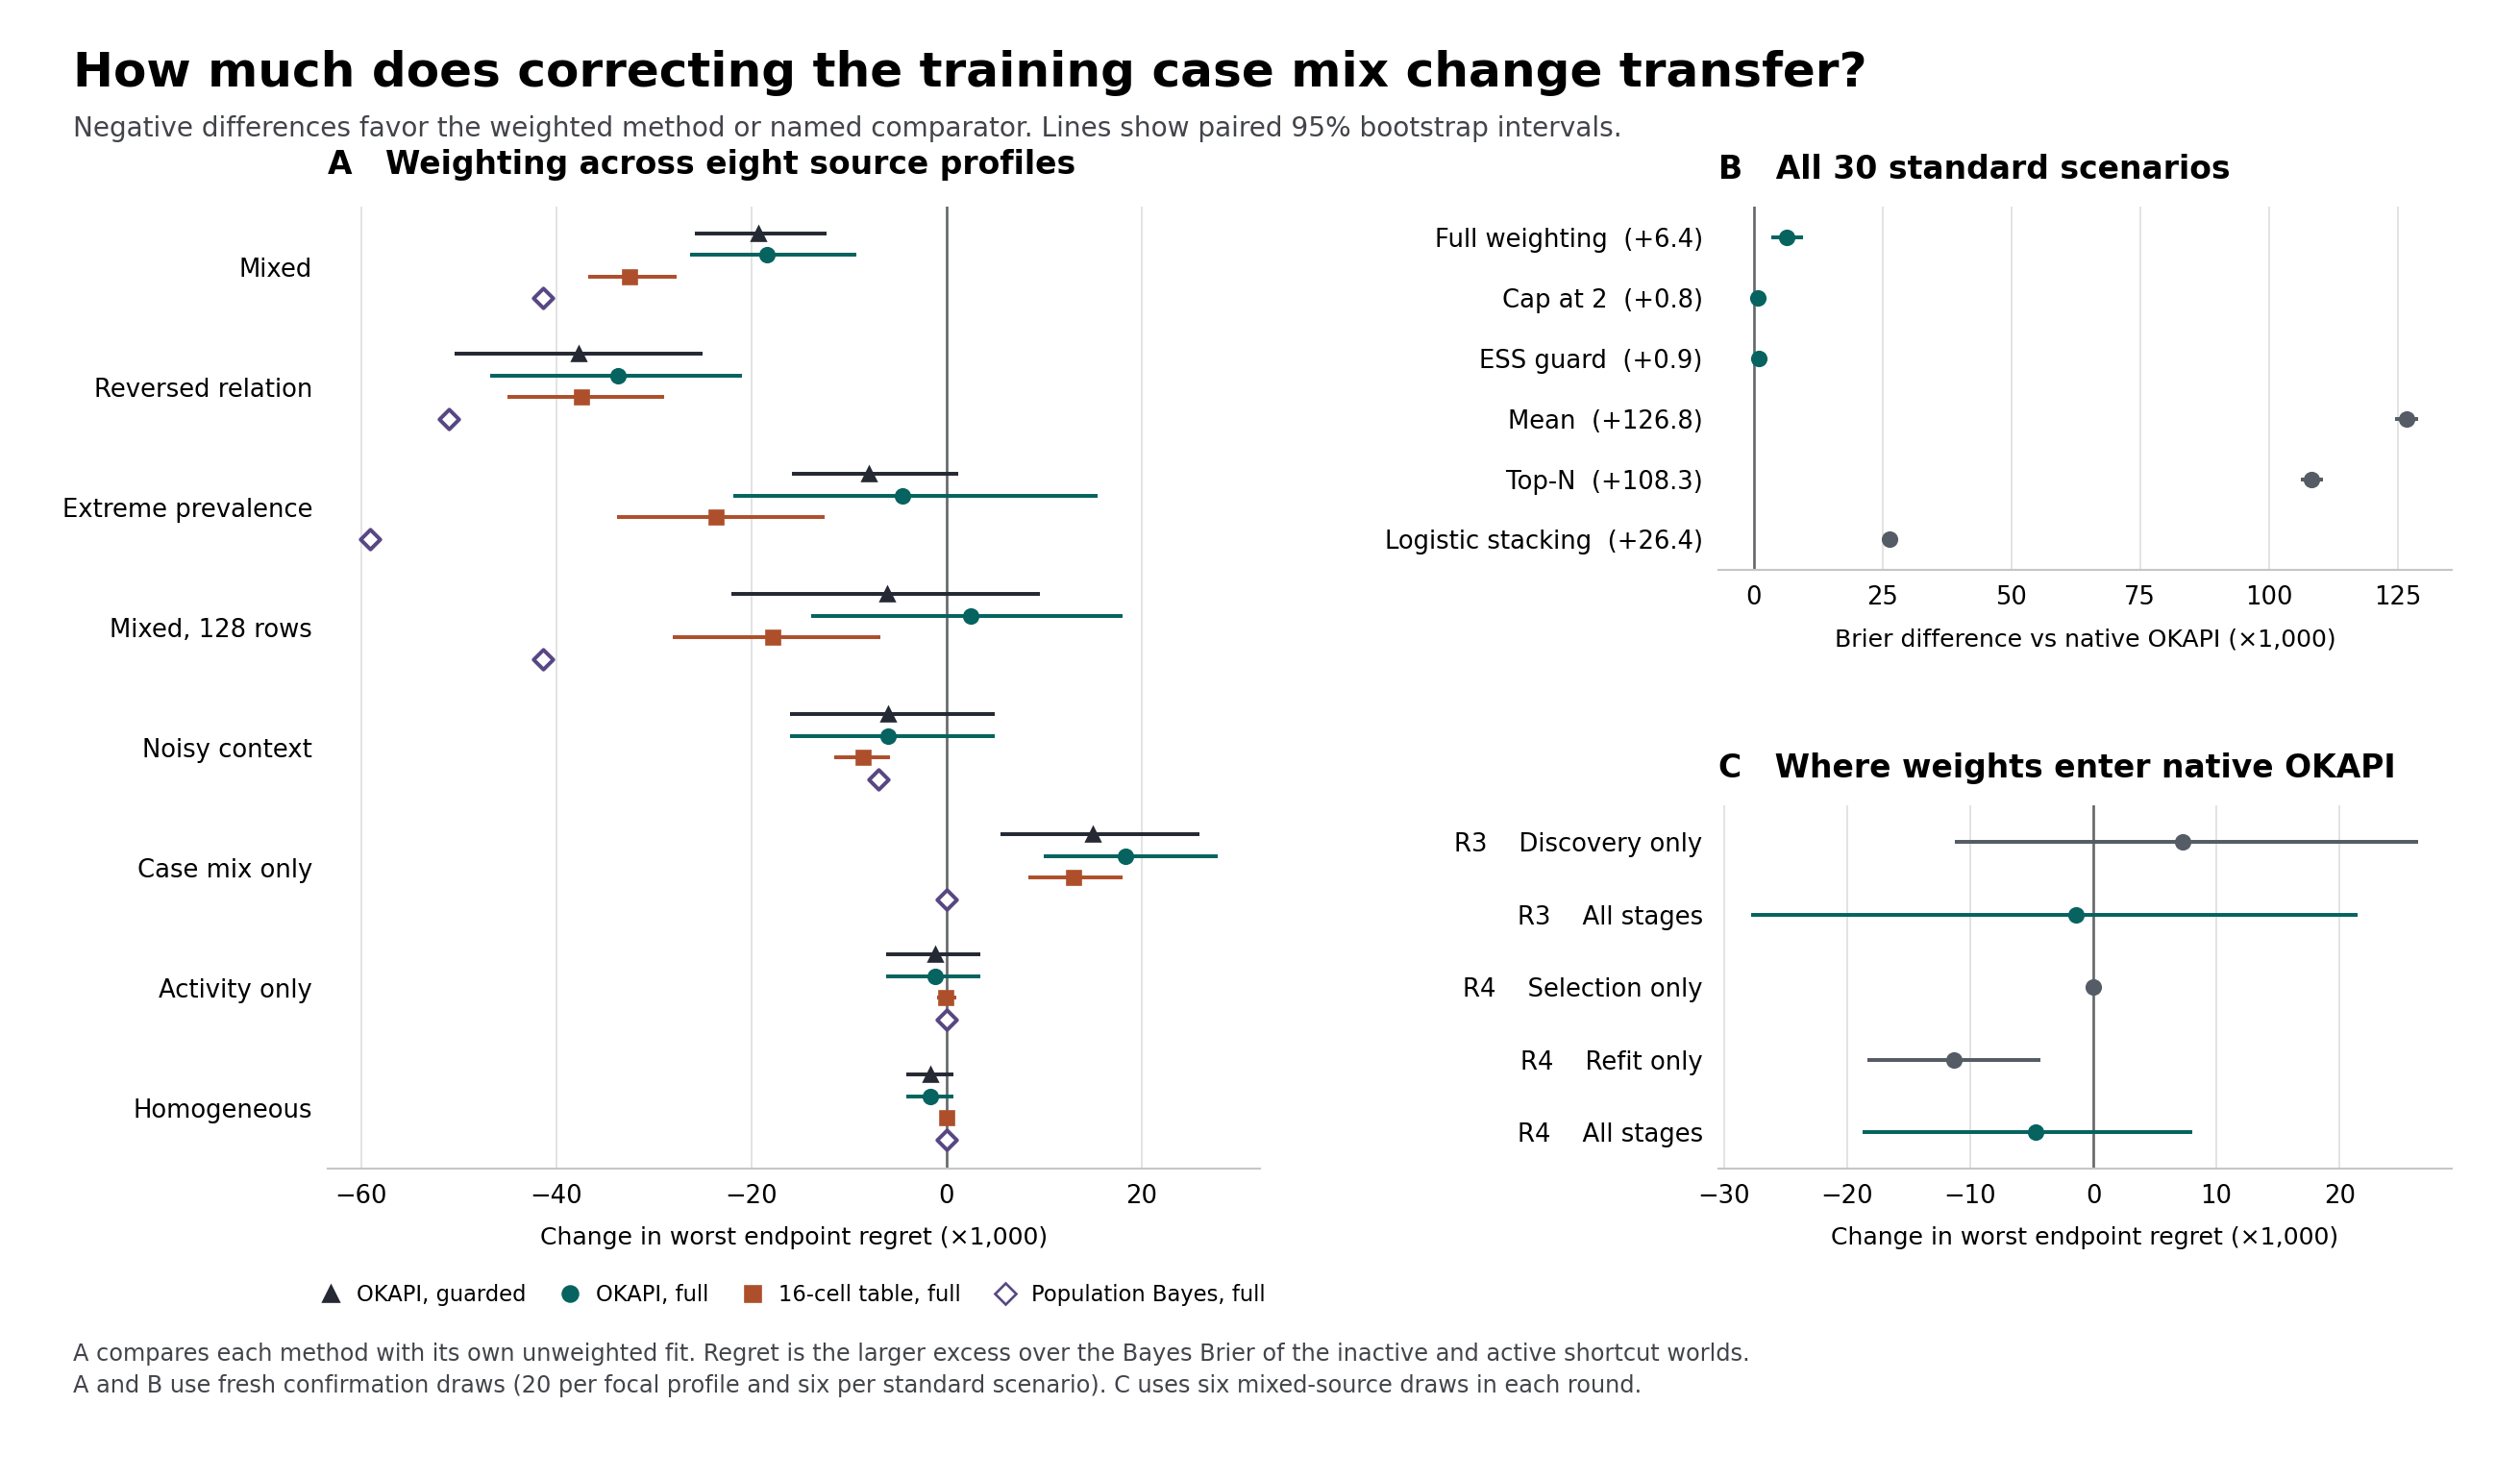 How much does correcting the training case mix change transfer?
Negative differences favor the weighted method or named comparator. Lines show paired 95% bootstrap intervals.
A Weighting across eight source profiles
Mixed
Reversed relation
Extreme prevalence
Mixed, 128 rows
Noisy context
Case mix only
Activity only
Homogeneous
−60 −40 −20 0 20
Change in worst endpoint regret (×1,000)
OKAPI, guarded OKAPI, full 16-cell table, full Population Bayes, full
B All 30 standard scenarios
Full weighting (+6.4)
Cap at 2 (+0.8)
ESS guard (+0.9)
Mean (+126.8)
Top-N (+108.3)
Logistic stacking (+26.4)
0 25 50 75 100 125
Brier difference vs native OKAPI (×1,000)
C Where weights enter native OKAPI
R3 Discovery only
R3 All stages
R4 Selection only
R4 Refit only
R4 All stages
−30 −20 −10 0 10 20
Change in worst endpoint regret (×1,000)
A compares each method with its own unweighted fit. Regret is the larger excess over the Bayes Brier of the inactive and active shortcut worlds.
A and B use fresh confirmation draws (20 per focal profile and six per standard scenario). C uses six mixed-source draws in each round.